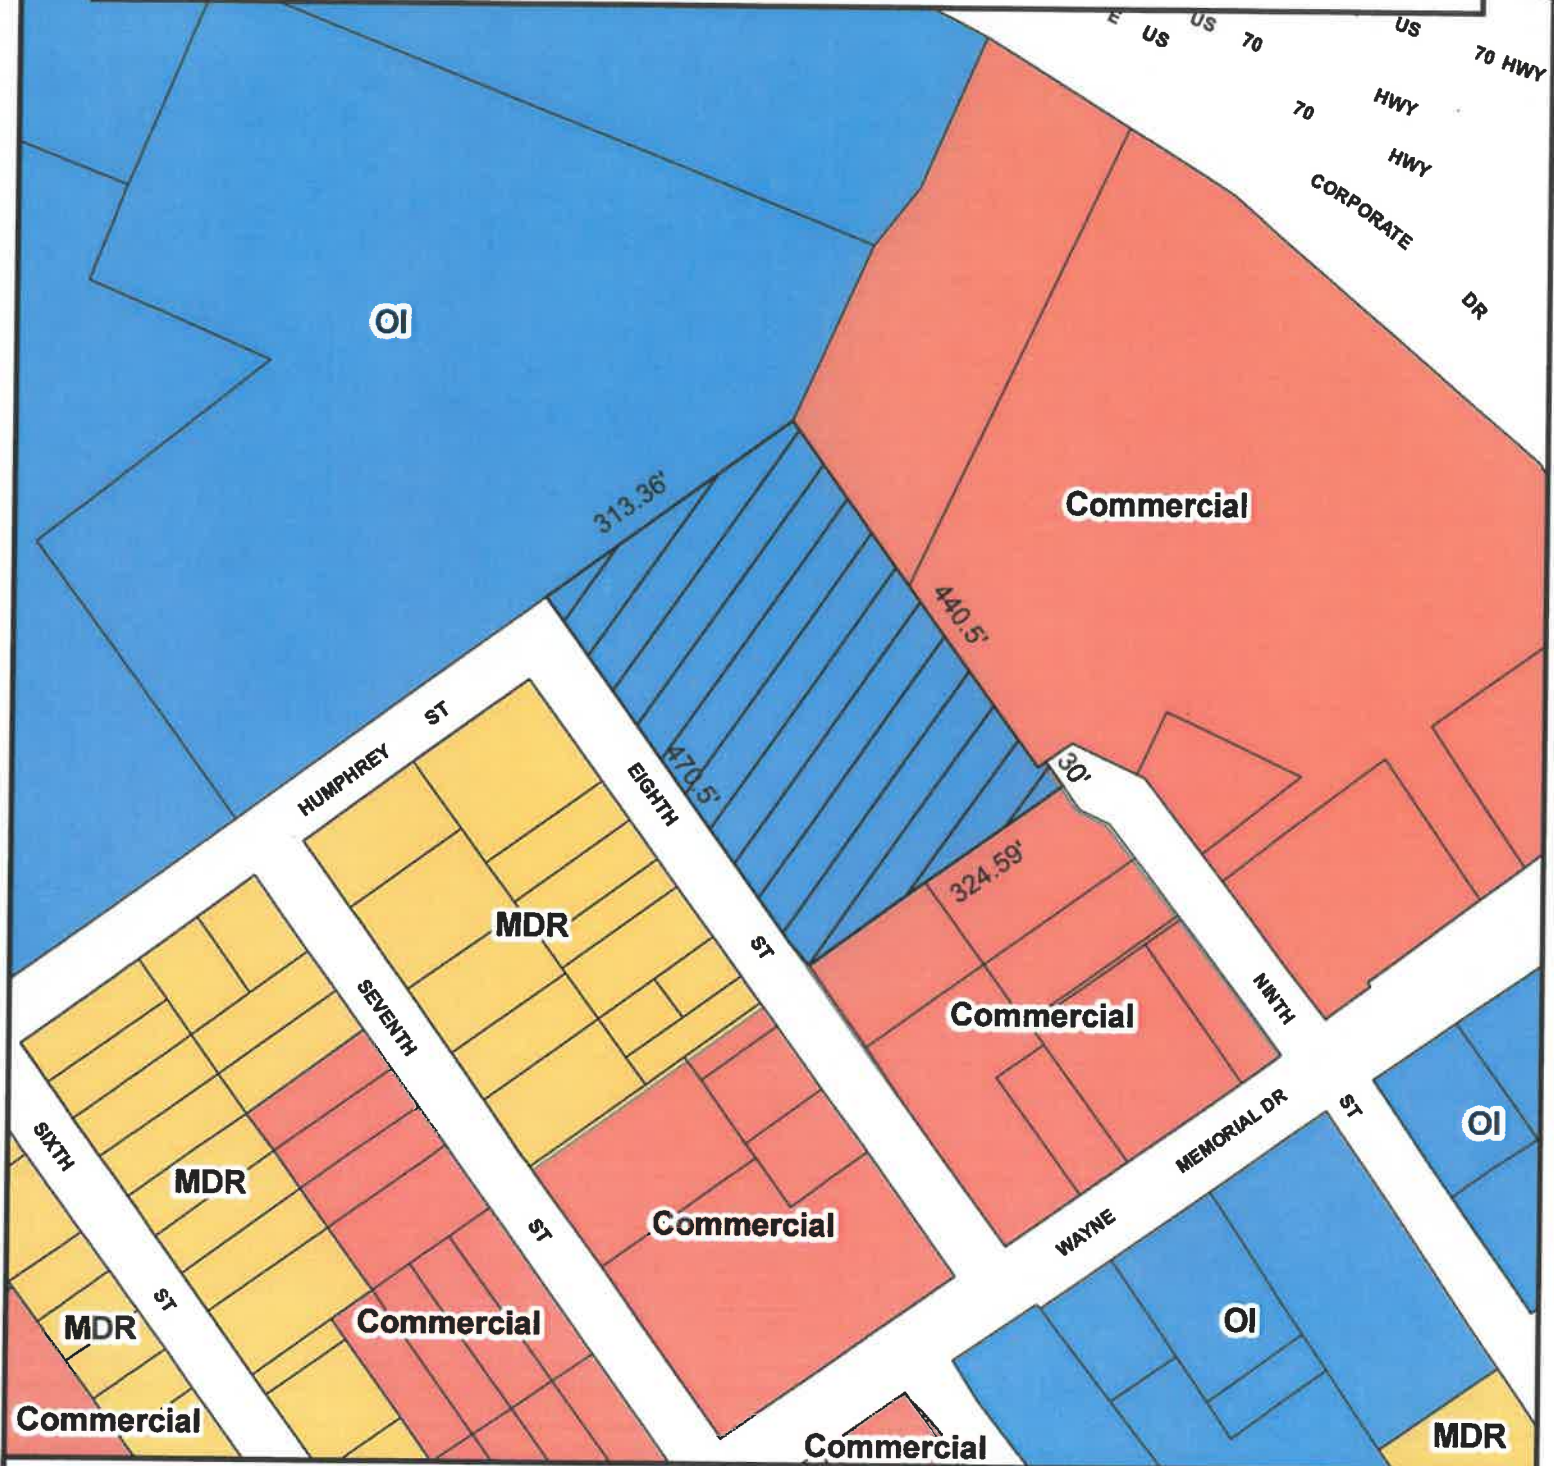 E
US
US
70
US
70 HWY
HWY
70
HWY
CORPORATE
DR
OI
313.36'
Commercial
440.5'
HUMPHREY ST
470.5'
EIGHTH
ST
30'
324.59'
MDR
SEVENTH
ST
Commercial
NINTH
ST
MEMORIAL DR
WAYNE
OI
SIXTH
ST
MDR
Commercial
OI
MDR
Commercial
Commercial
Commercial
MDR